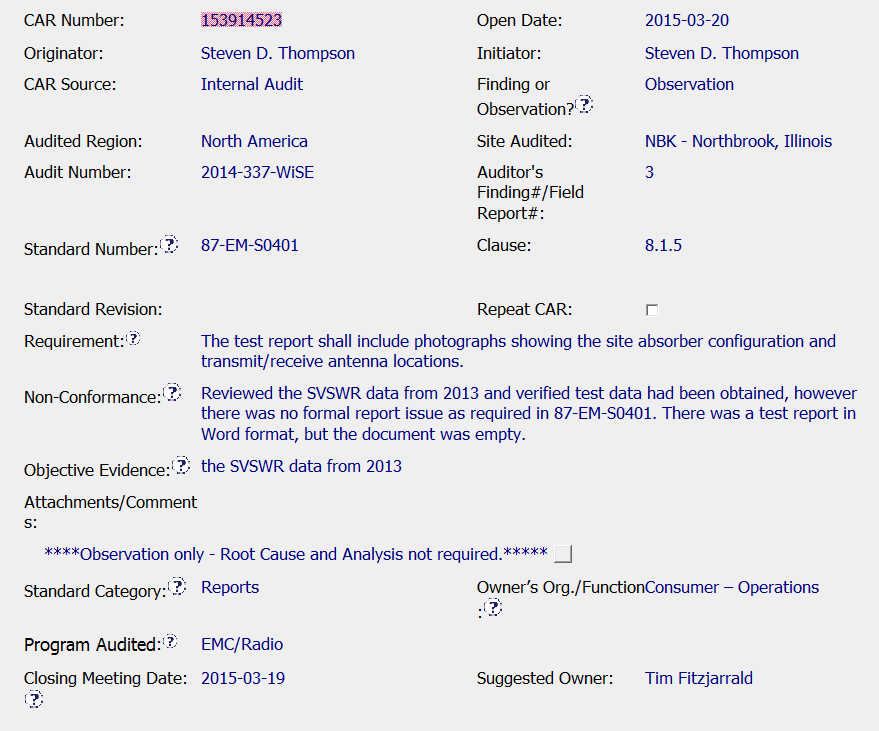 CAR Number: 153914523 Open Date: 2015-03-20
Originator: Steven D. Thompson Initiator: Steven D. Thompson
CAR Source: Internal Audit Finding or Observation
Observation?
Audited Region: North America Site Audited: NBK - Northbrook, Illinois
Audit Number: 2014-337-WiSE Auditor's 3
Finding#/Field
Report#:
Standard Number: 87-EM-S0401 Clause: 8.1.5
Standard Revision: Repeat CAR:
Requirement: The test report shall include photographs showing the site absorber configuration and
transmit/receive antenna locations.
Non-Conformance: Reviewed the SVSWR data from 2013 and verified test data had been obtained, however
there was no formal report issue as required in 87-EM-S0401. There was a test report in
Word format, but the document was empty.
Objective Evidence: the SVSWR data from 2013
Attachments/Comment
s:
****Observation only - Root Cause and Analysis not required.*****
Standard Category: Reports Owner's Org./Function Consumer – Operations
:
Program Audited: EMC/Radio
Closing Meeting Date: 2015-03-19 Suggested Owner: Tim Fitzjarrald